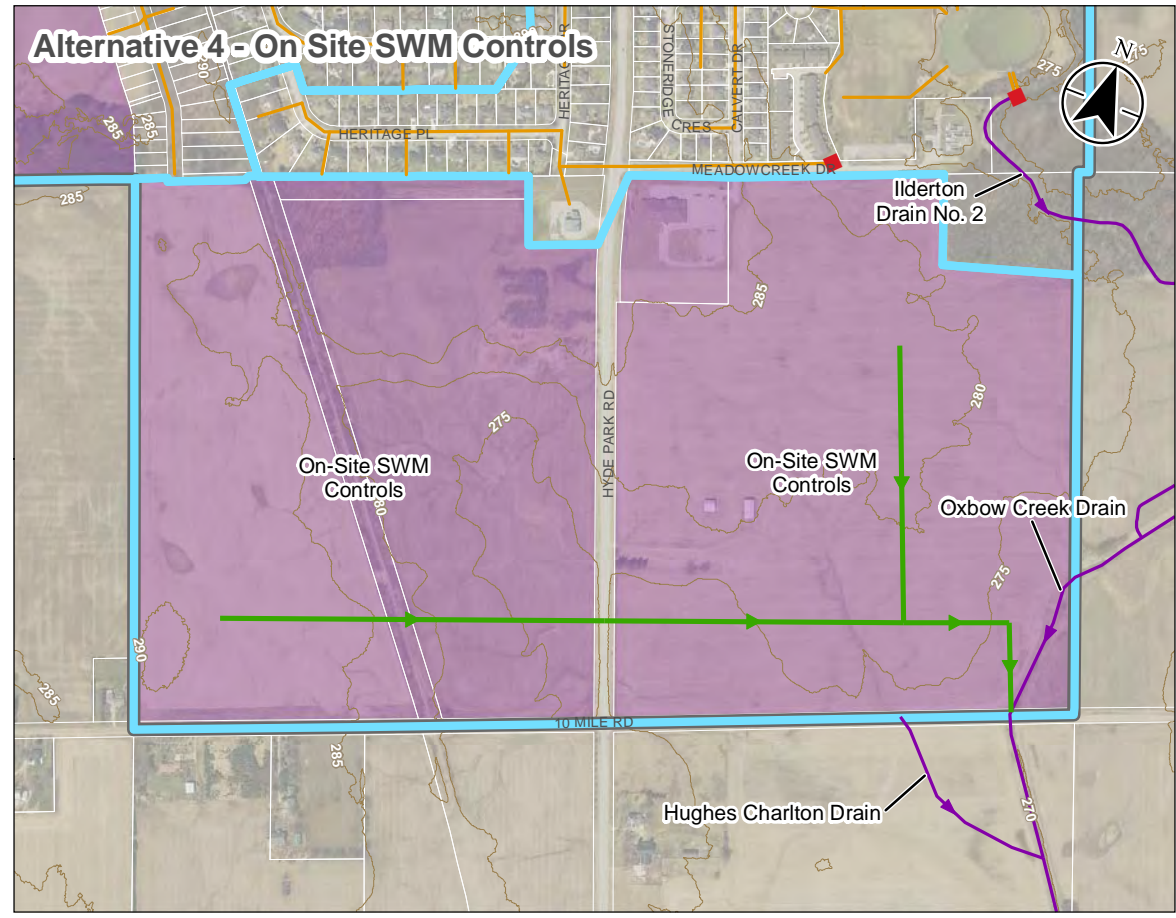 Alternative 4 - On Site SWM Controls
N
290
HERITAGE DR
STONERIDGE
CRES
CALVERT DR
275
285
285
HERITAGE PL
MEADOWCREEK DR
Ilderton
Drain No. 2
285
285
275
280
HYDE PARK RD
On-Site SWM
Controls
On-Site SWM
Controls
280
Oxbow Creek Drain
275
290
285
10 MILE RD
285
270
Hughes Charlton Drain